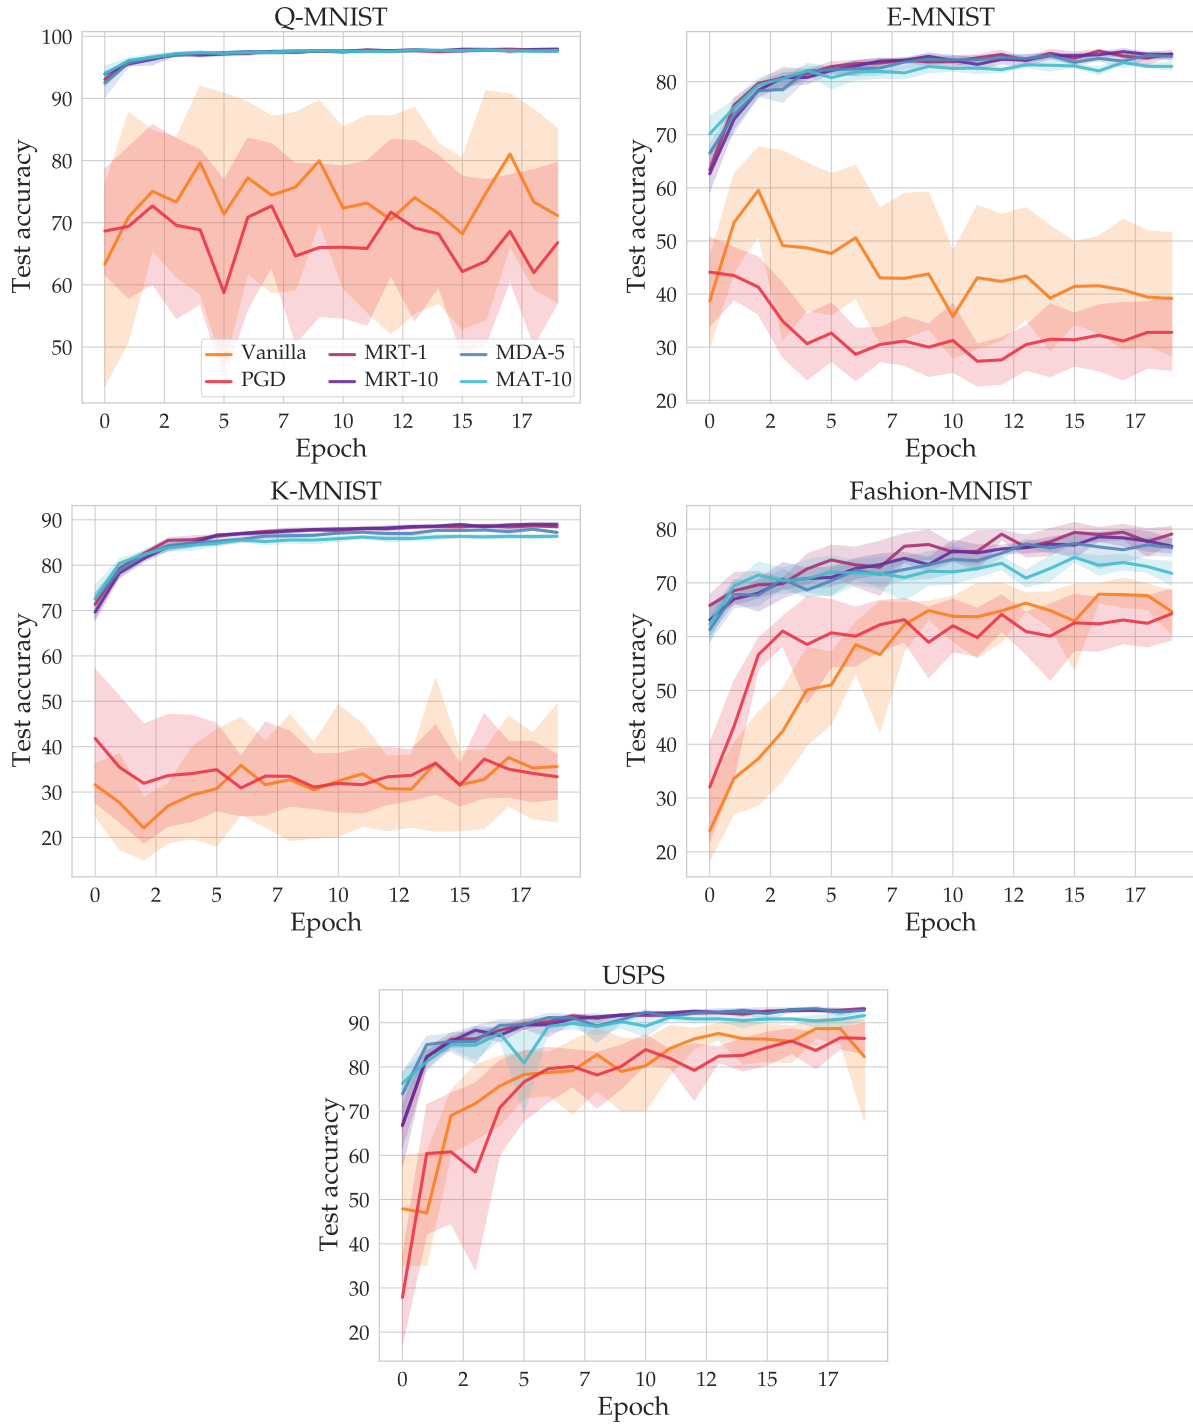 Q-MNIST
Test accuracy
100
90
80
70
60
50
Vanilla MRT-1 MDA-5
PGD MRT-10 MAT-10
0 2 5 7 10 12 15 17
Epoch
E-MNIST
Test accuracy
80
70
60
50
40
30
20
0 2 5 7 10 12 15 17
Epoch
K-MNIST
Test accuracy
90
80
70
60
50
40
30
20
0 2 5 7 10 12 15 17
Epoch
Fashion-MNIST
Test accuracy
80
70
60
50
40
30
20
0 2 5 7 10 12 15 17
Epoch
USPS
Test accuracy
90
80
70
60
50
40
30
20
0 2 5 7 10 12 15 17
Epoch